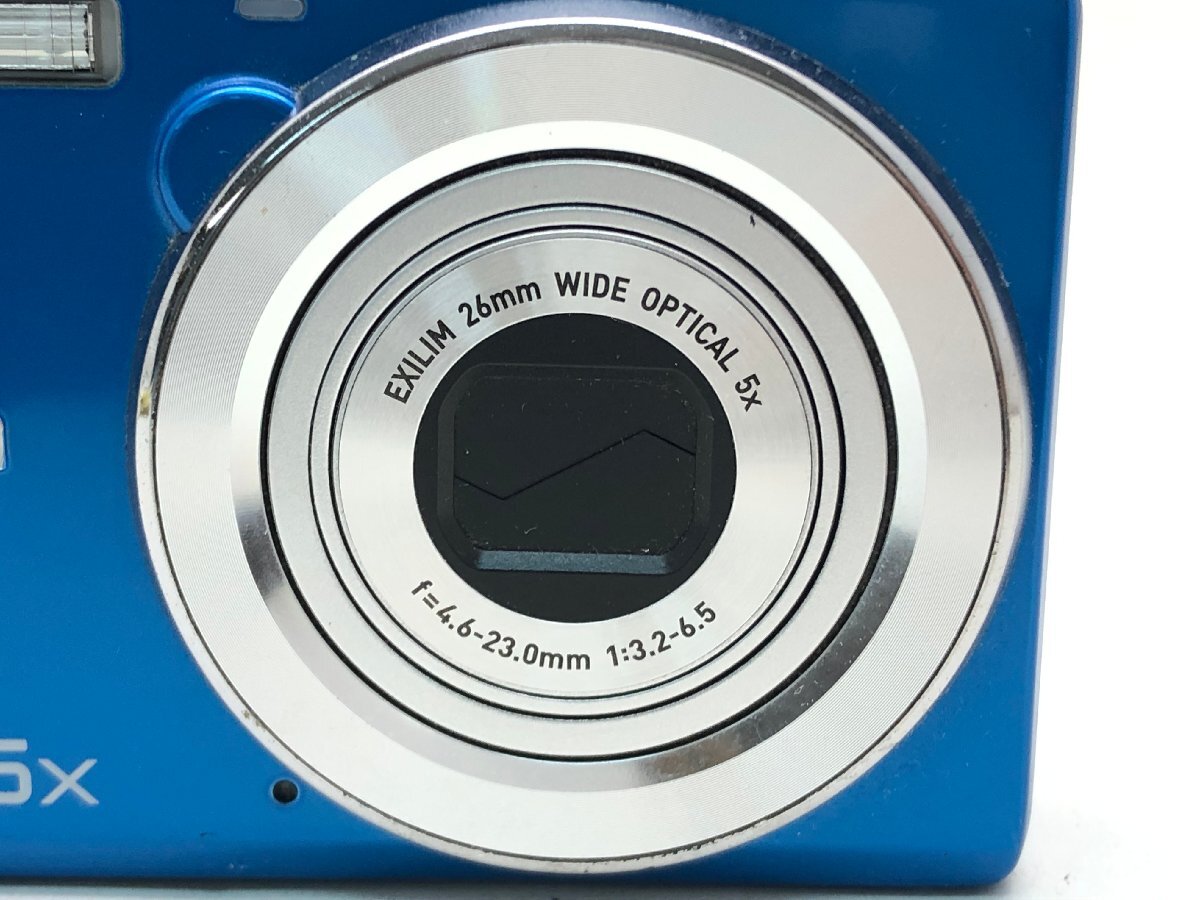 EXILIM 26mm WIDE OPTICAL 5x
f=4.6-23.0mm 1:3.2-6.5
5x